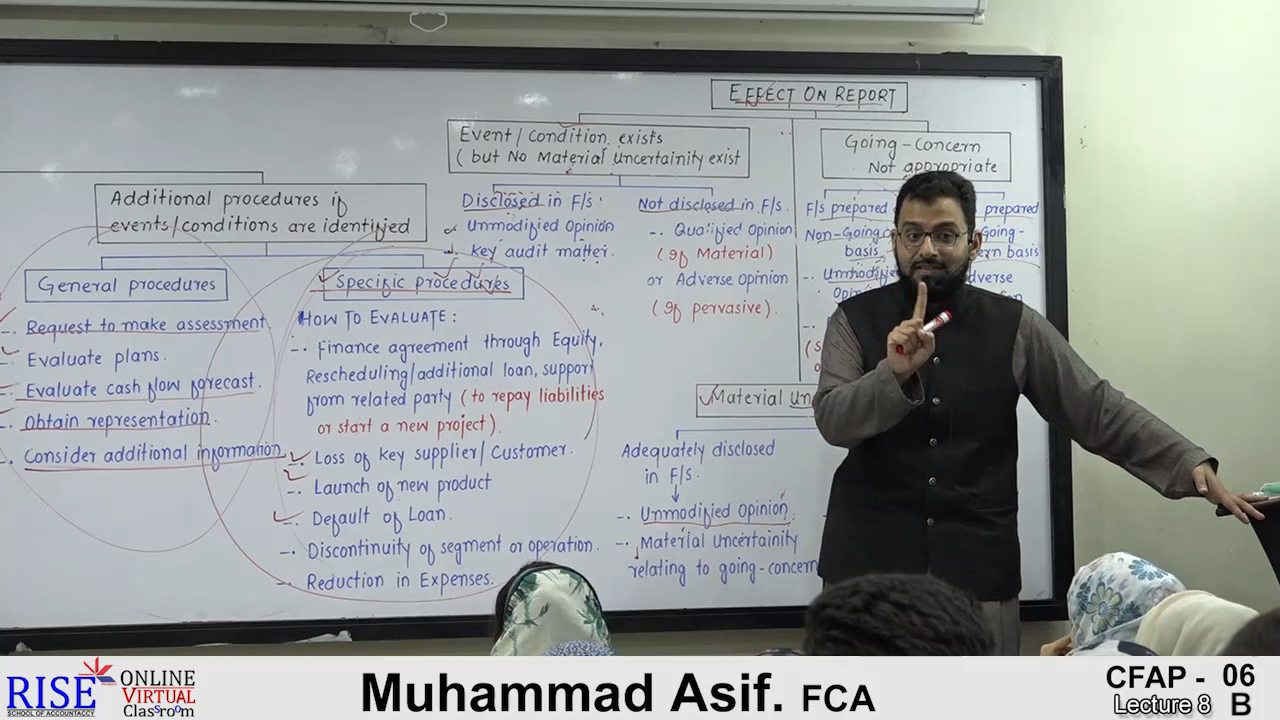 EFFECT ON REPORT
Event/Condition exists
(but No Material Uncertainity exist
Going-Concern
Not appropriate
Additional procedures if
events/conditions are identified
General procedures
-. Request to make assessment.
-. Evaluate plans.
-. Evaluate cash flow forecast.
-. Obtain representation.
-. Consider additional information.
Specific procedures
HOW TO EVALUATE:
-. Finance agreement through Equity,
Rescheduling/additional loan, support
from related party (to repay liabilities
or start a new project).
-. Loss of key supplier/Customer.
-. Launch of new product
-. Default of Loan.
-. Discontinuity of segment or operation.
-. Reduction in Expenses.
Disclosed in F/s
Unmodified Opinion
key audit matter.
Not disclosed in F/s.
-. Qualified Opinion
(If Material)
or Adverse Opinion
(If pervasive).
F/s prepared
Non-Going
basis
-. Unmodified
prepared
Going-
basis
Material
Adequately disclosed
in F/s.
-. Unmodified Opinion.
-. Material Uncertainity
relating to going-concern
RISE
SCHOOL OF ACCOUNTANCY
ONLINE
VIRTUAL
Classroom
Muhammad Asif. FCA
CFAP - 06
Lecture 8 B